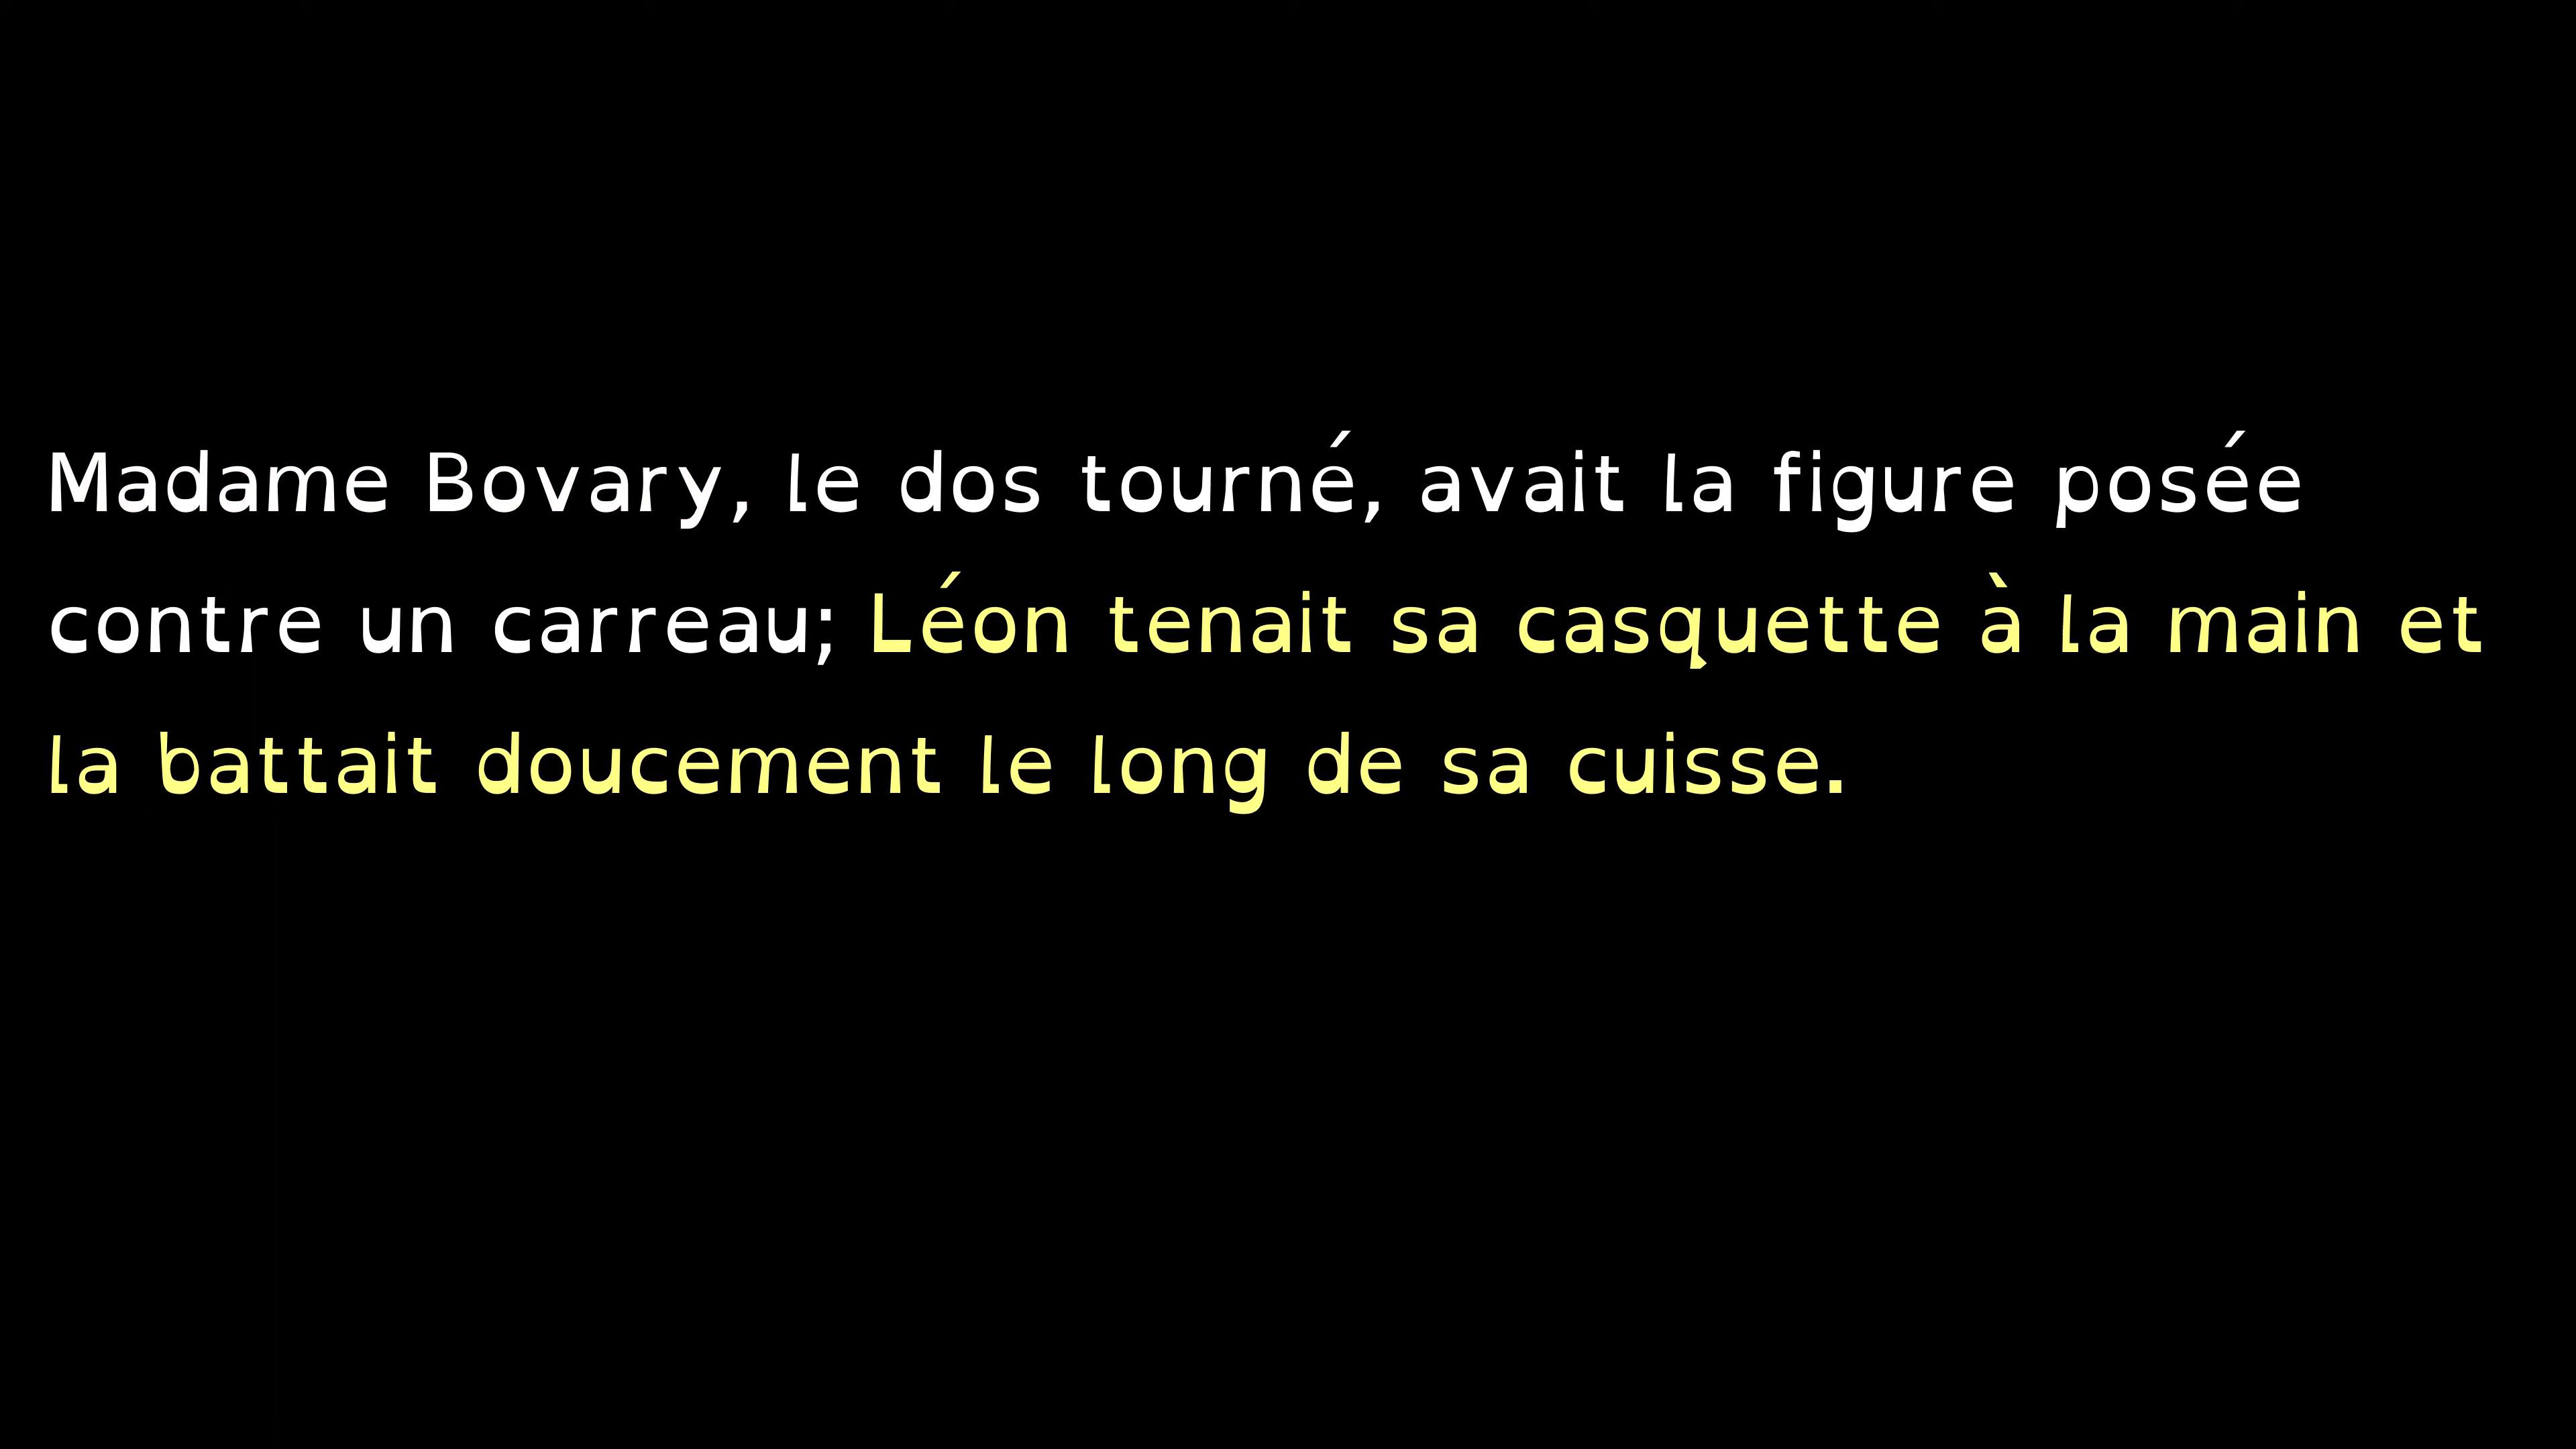 Madame Bovary, le dos tourné, avait la figure posée
contre un carreau; Léon tenait sa casquette à la main et
la battait doucement le long de sa cuisse.